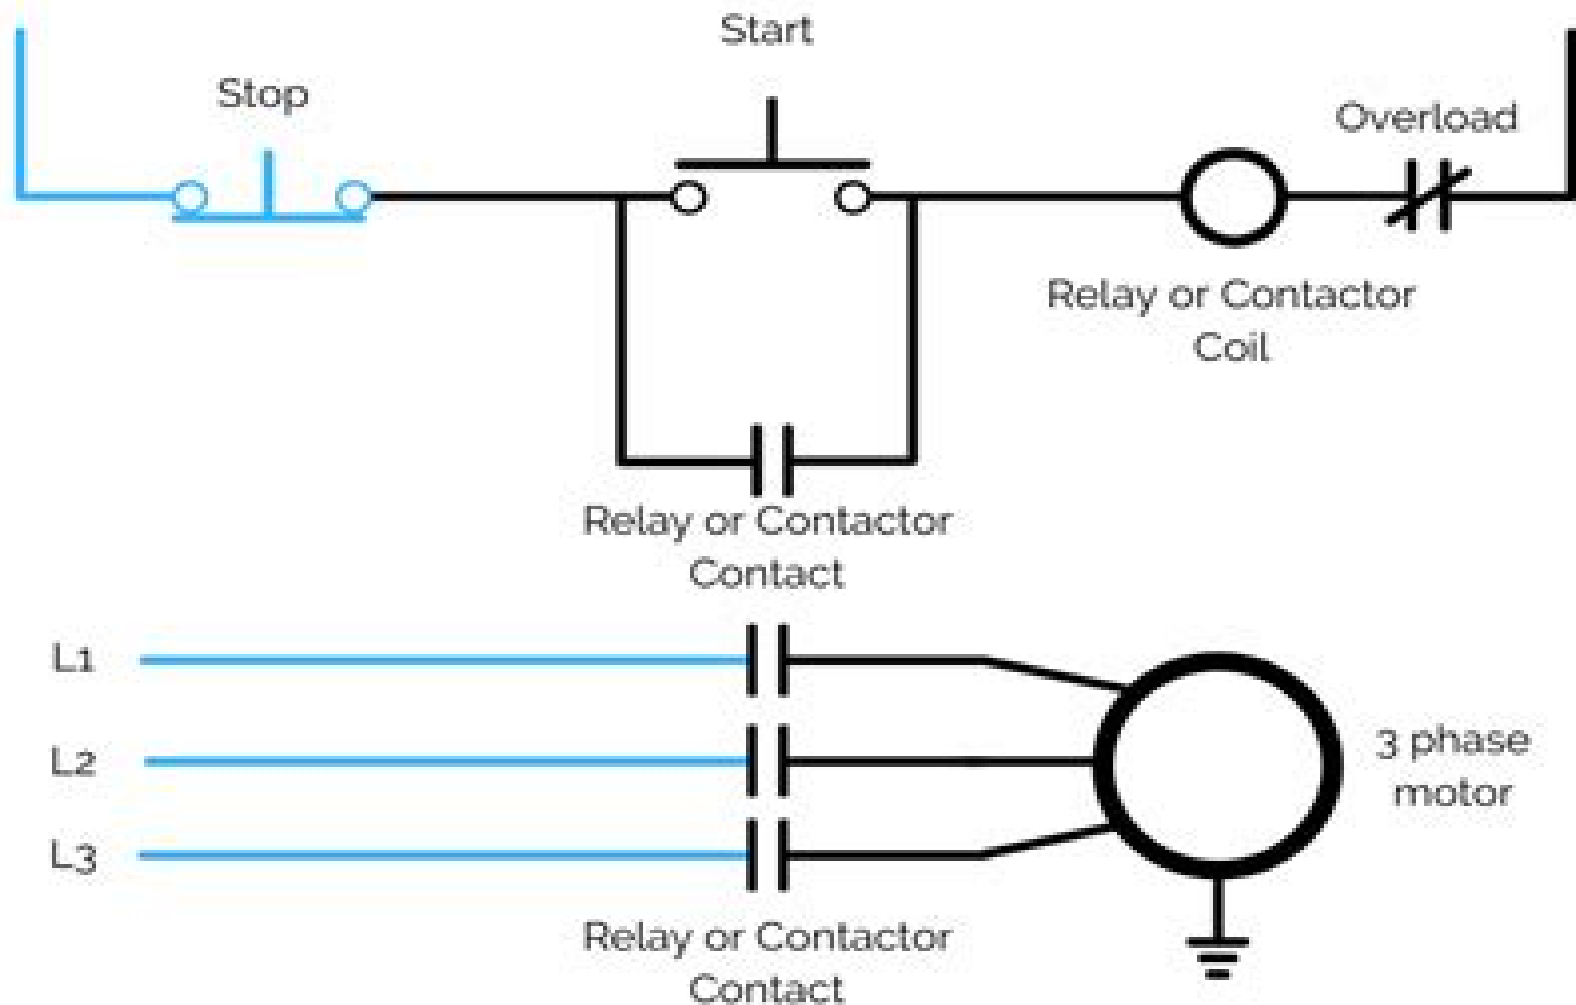 Start
Stop
Overload
Relay or Contactor
Coil
Relay or Contactor
Contact
L1
L2
3 phase
motor
L3
Relay or Contactor
Contact